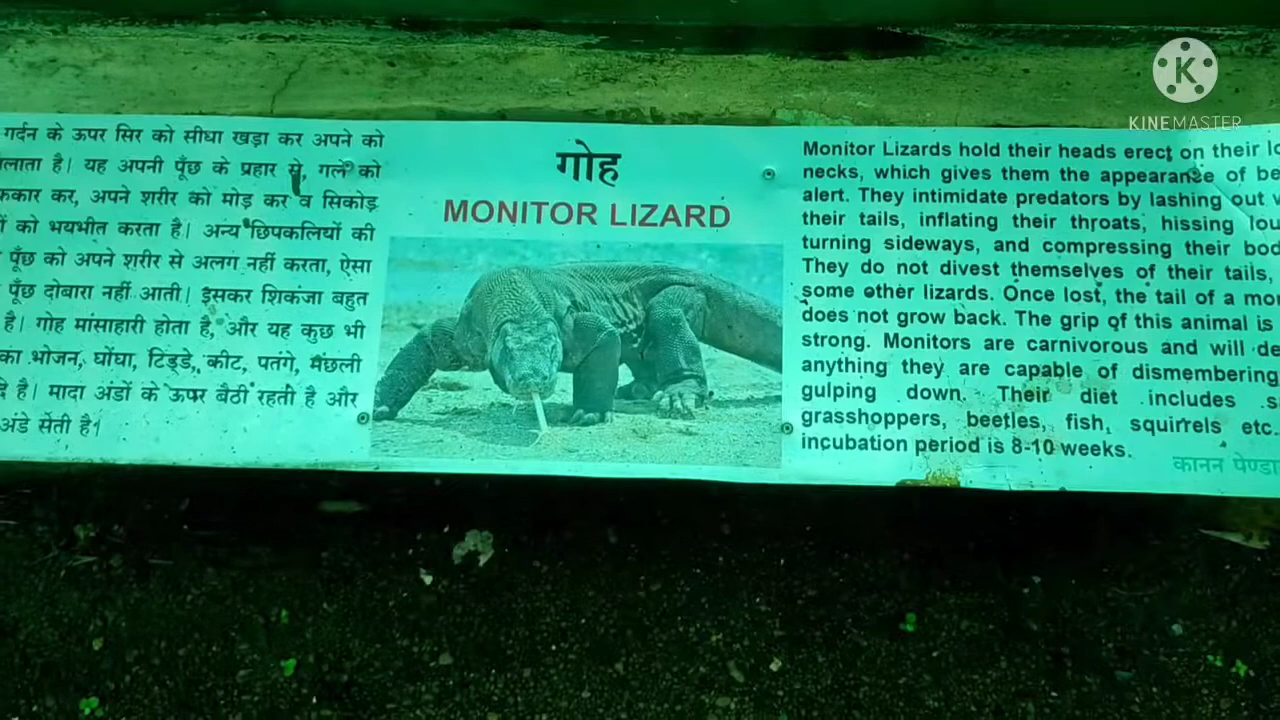 गर्दन के ऊपर सिर को सीधा खड़ा कर अपने को
है। यह अपनी पूँछ के प्रहार से, गले को
कर, अपने शरीर को मोड़ कर व सिकोड़
को भयभीत करता है। अन्य छिपकलियों की
पूँछ को अपने शरीर से अलग नहीं करता, ऐसा
पूँछ दोबारा नहीं आती। इसकर शिकंजा बहुत
है। गोह मांसाहारी होता है, और यह कुछ भी
का भोजन, घोंघा, टिड्डे, कीट, पतंगे, मछली
है। मादा अंडों के ऊपर बैठी रहती है और
अंडे सेती है।
गोह
MONITOR LIZARD
Monitor Lizards hold their heads erect on their
necks, which gives them the appearance of
alert. They intimidate predators by lashing out
their tails, inflating their throats, hissing
turning sideways, and compressing their
They do not divest themselves of their tails,
some other lizards. Once lost, the tail of a
does not grow back. The grip of this animal is
strong. Monitors are carnivorous and will
anything they are capable of dismembering
gulping down. Their diet includes
grasshoppers, beetles, fish, squirrels etc.
incubation period is 8-10 weeks.
कानन
K
KINEMASTER